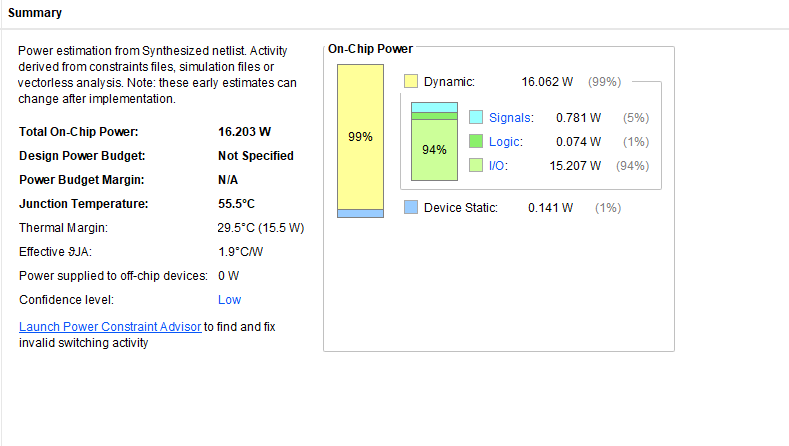 Summary
Power estimation from Synthesized netlist. Activity
derived from constraints files, simulation files or
vectorless analysis. Note: these early estimates can
change after implementation.
Total On-Chip Power: 16.203 W
Design Power Budget: Not Specified
Power Budget Margin: N/A
Junction Temperature: 55.5°C
Thermal Margin: 29.5°C (15.5 W)
Effective ϑJA: 1.9°C/W
Power supplied to off-chip devices: 0 W
Confidence level: Low
Launch Power Constraint Advisor to find and fix
invalid switching activity
On-Chip Power
99%
Dynamic: 16.062 W (99%)
94%
Signals: 0.781 W (5%)
Logic: 0.074 W (1%)
I/O: 15.207 W (94%)
Device Static: 0.141 W (1%)